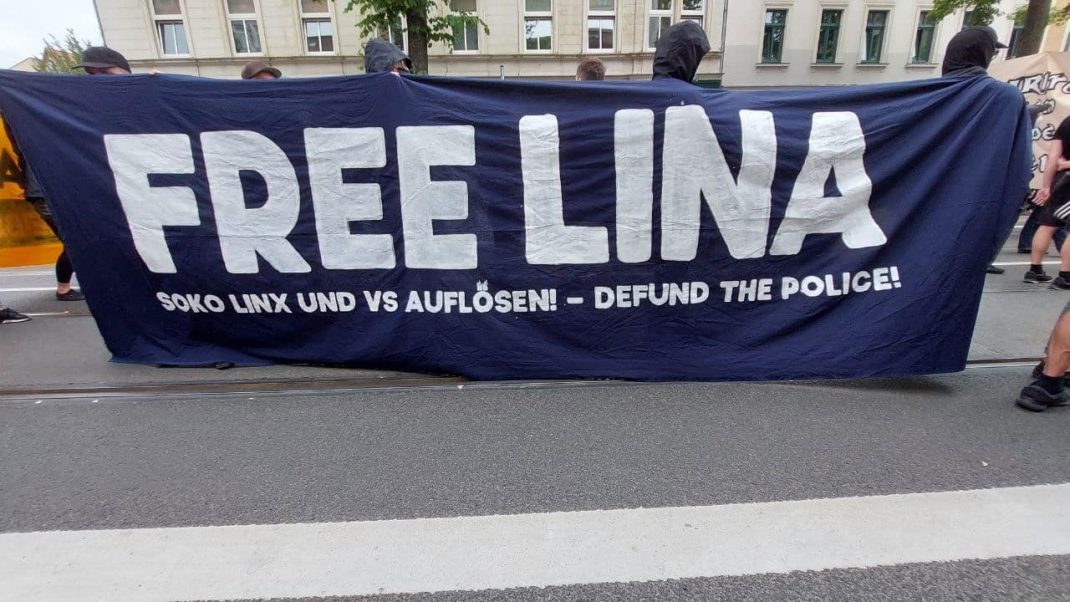 FREE LINA
SOKO LINX UND VS AUFLÖSEN! – DEFUND THE POLICE!